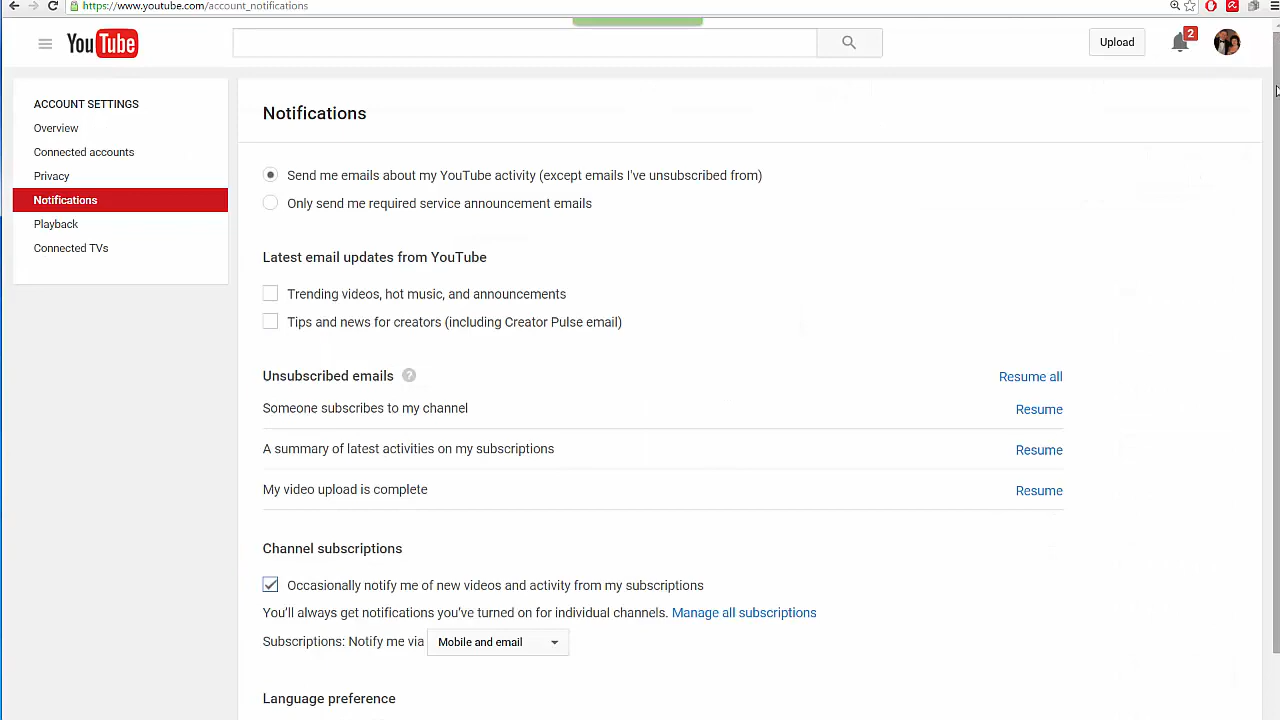 https://www.youtube.com/account_notifications
YouTube
Upload
2
ACCOUNT SETTINGS
Overview
Connected accounts
Privacy
Notifications
Playback
Connected TVs
Notifications
Send me emails about my YouTube activity (except emails I've unsubscribed from)
Only send me required service announcement emails
Latest email updates from YouTube
Trending videos, hot music, and announcements
Tips and news for creators (including Creator Pulse email)
Unsubscribed emails ? Resume all
Someone subscribes to my channel Resume
A summary of latest activities on my subscriptions Resume
My video upload is complete Resume
Channel subscriptions
Occasionally notify me of new videos and activity from my subscriptions
You'll always get notifications you've turned on for individual channels. Manage all subscriptions
Subscriptions: Notify me via Mobile and email
Language preference